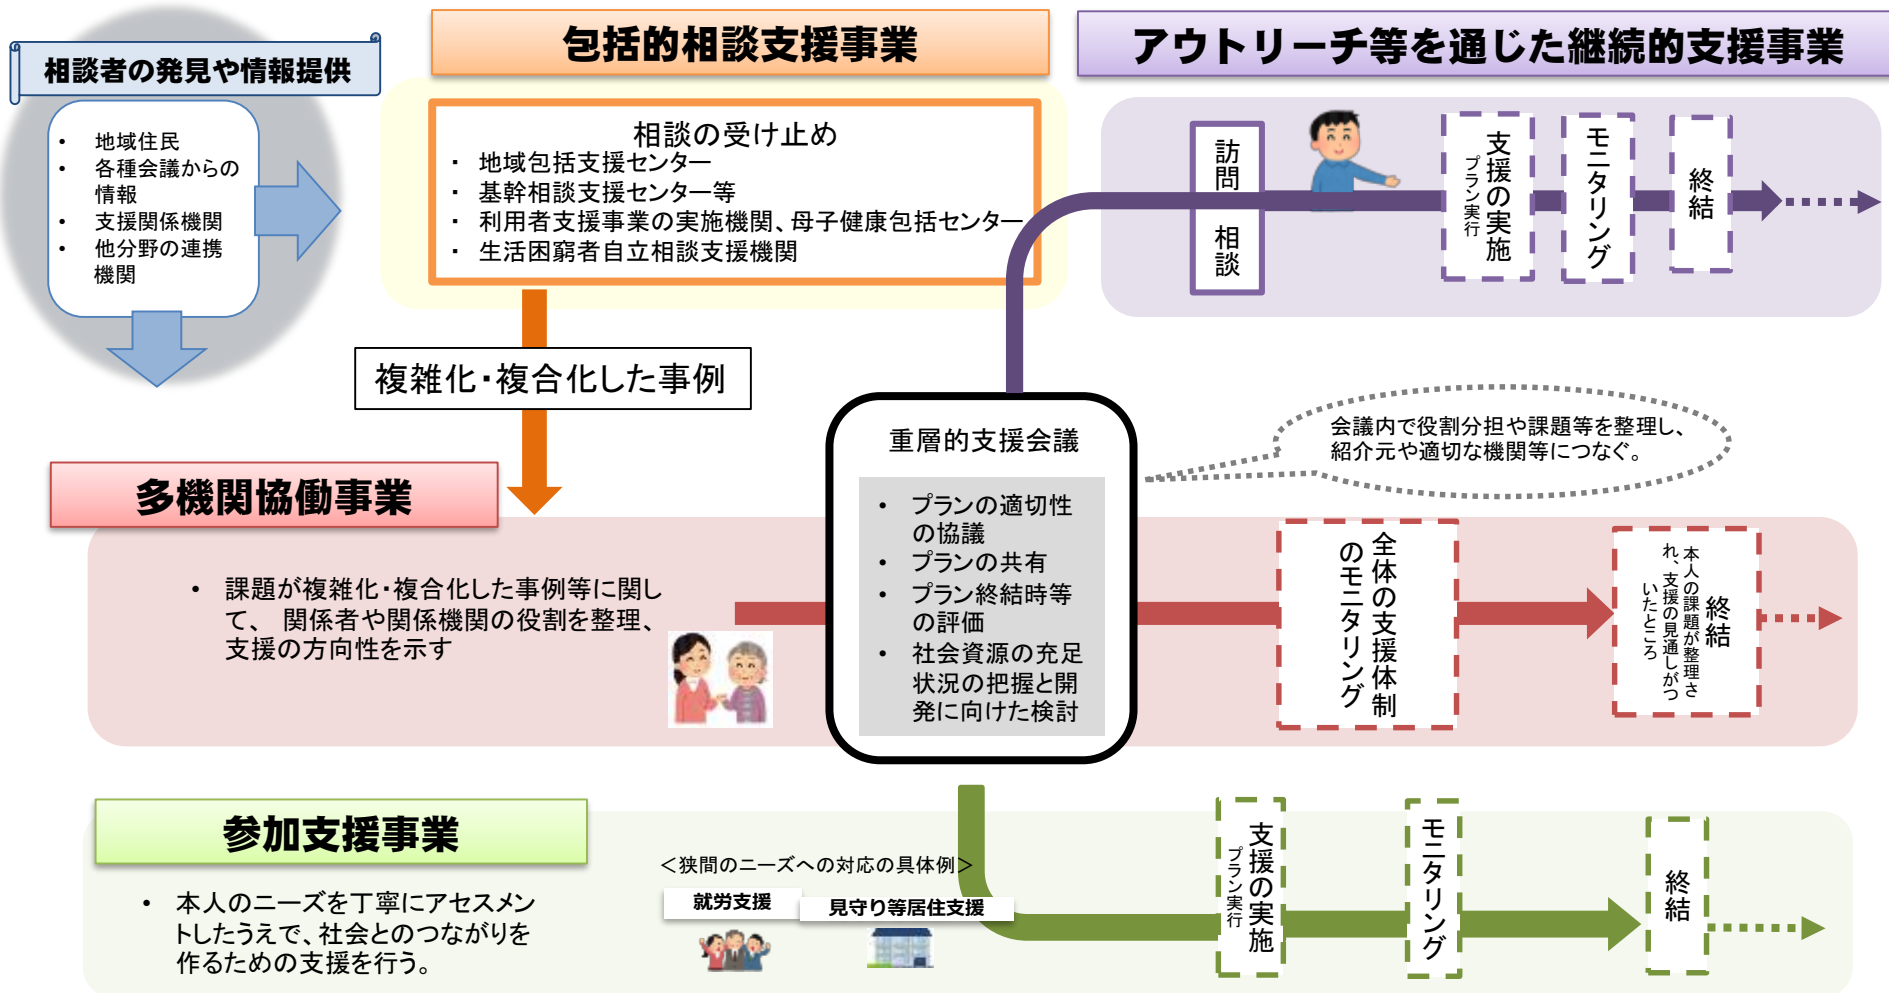 相談者の発見や情報提供
・ 地域住民
・ 各種会議からの
情報
・ 支援関係機関
・ 他分野の連携
機関
包括的相談支援事業
相談の受け止め
・ 地域包括支援センター
・ 基幹相談支援センター等
・ 利用者支援事業の実施機関、母子健康包括センター
・ 生活困窮者自立相談支援機関
複雑化・複合化した事例
アウトリーチ等を通じた継続的支援事業
訪問 相談
支援の実施
プラン実行
モニタリング
終結
重層的支援会議
• プランの適切性
の協議
• プランの共有
• プラン終結時等
の評価
• 社会資源の充足
状況の把握と開
発に向けた検討
会議内で役割分担や課題等を整理し、
紹介元や適切な機関等につなぐ。
多機関協働事業
• 課題が複雑化・複合化した事例等に関し
て、 関係者や関係機関の役割を整理、
支援の方向性を示す
全体の支援体制
のモニタリング
終結
本人の課題が整理さ
れ、支援の見通しがつ
いたところ
参加支援事業
• 本人のニーズを丁寧にアセスメン
トしたうえで、社会とのつながりを
作るための支援を行う。
＜狭間のニーズへの対応の具体例＞
就労支援
見守り等居住支援
支援の実施
プラン実行
モニタリング
終結